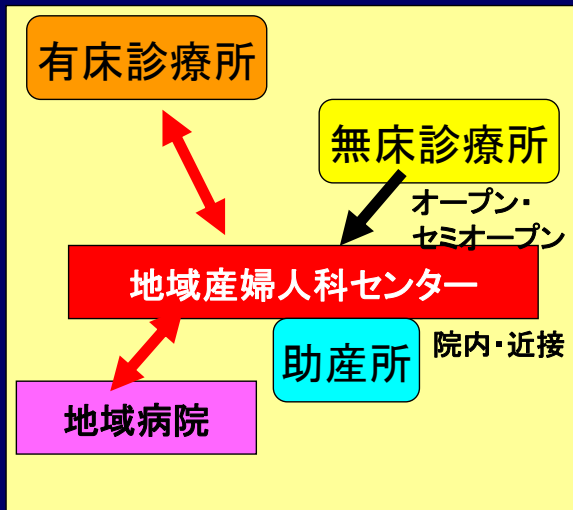 有床診療所
無床診療所
オープン・
セミオープン
地域産婦人科センター
助産所
院内・近接
地域病院